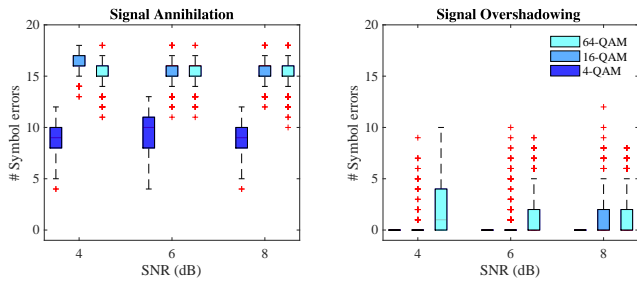 Signal Annihilation
20
15
10
5
0
# Symbol errors
4
6
8
SNR (dB)
Signal Overshadowing
20
15
10
5
0
# Symbol errors
4
6
8
SNR (dB)
64-QAM
16-QAM
4-QAM